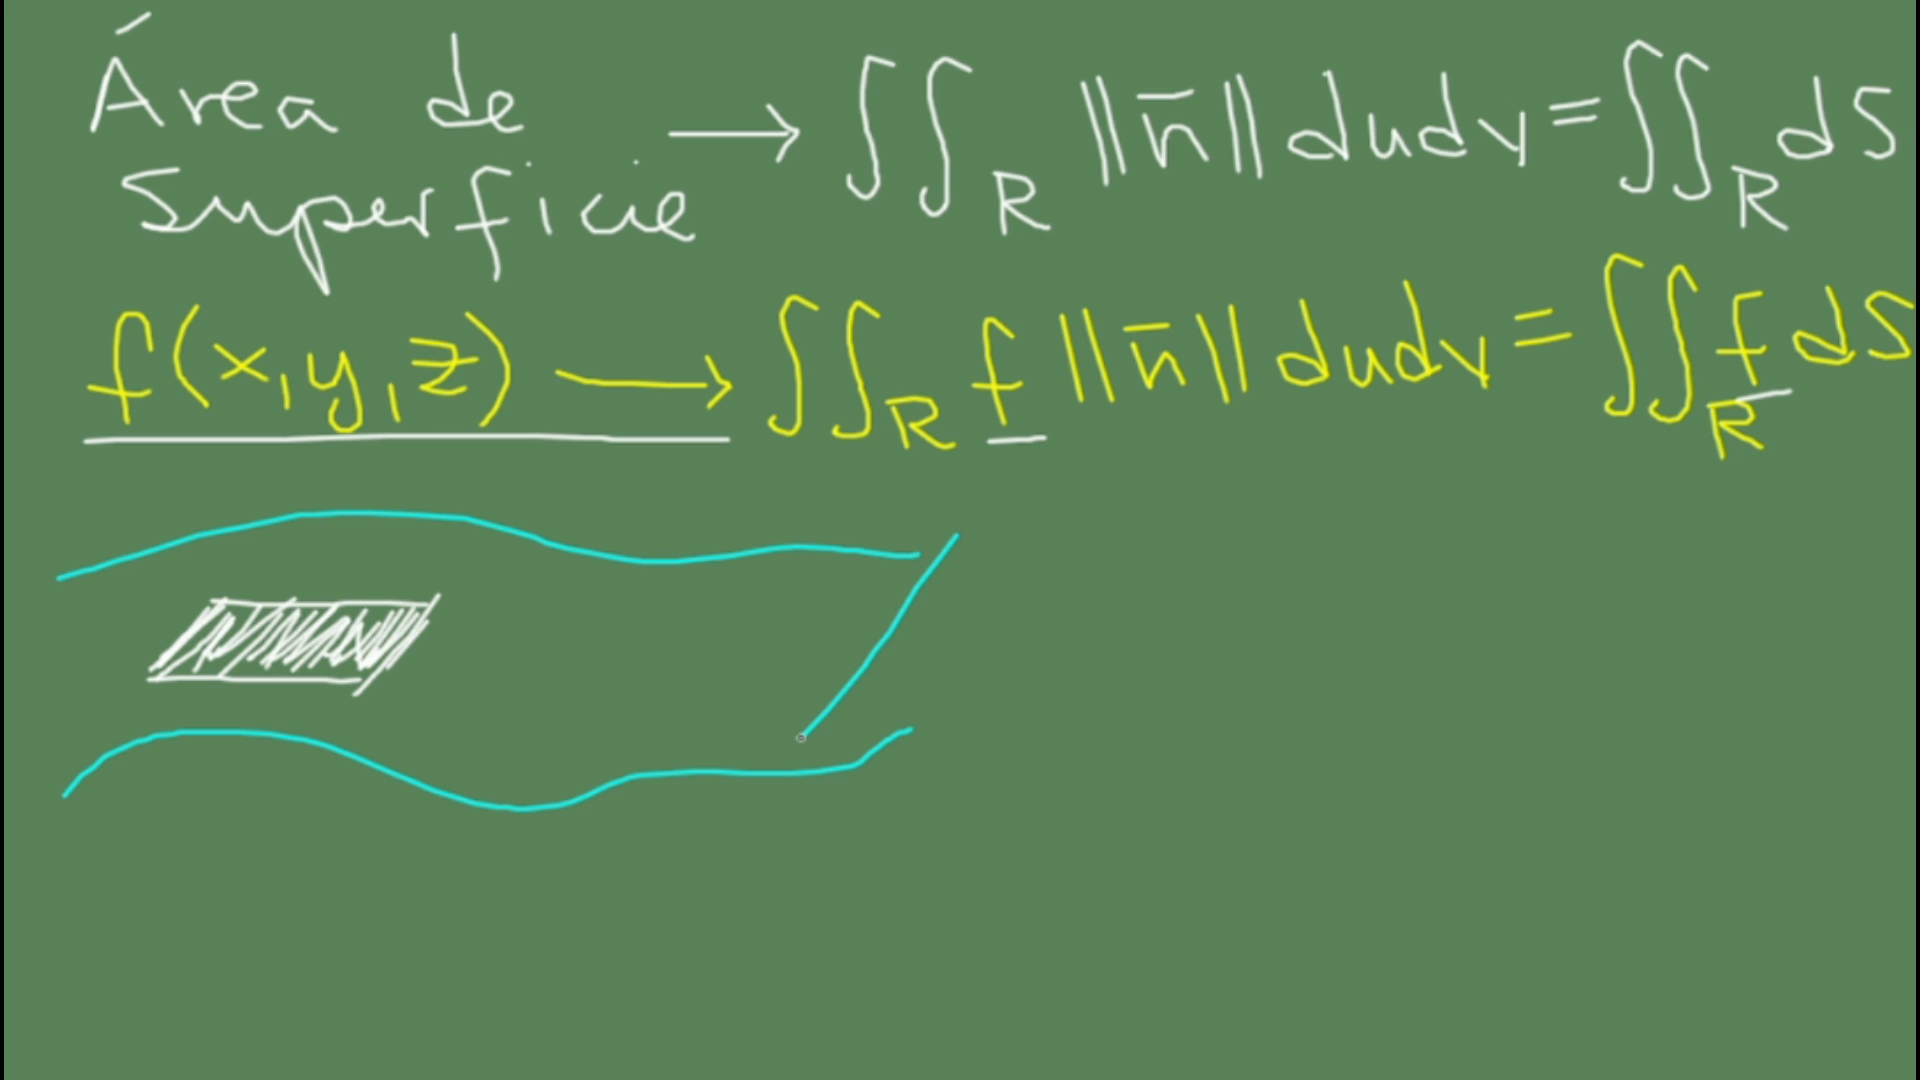 Área de
superficie → ∫∫_R ||n̄|| du dv = ∫∫_R dS
f(x,y,z) → ∫∫_R f ||n̄|| du dv = ∫∫_R f dS